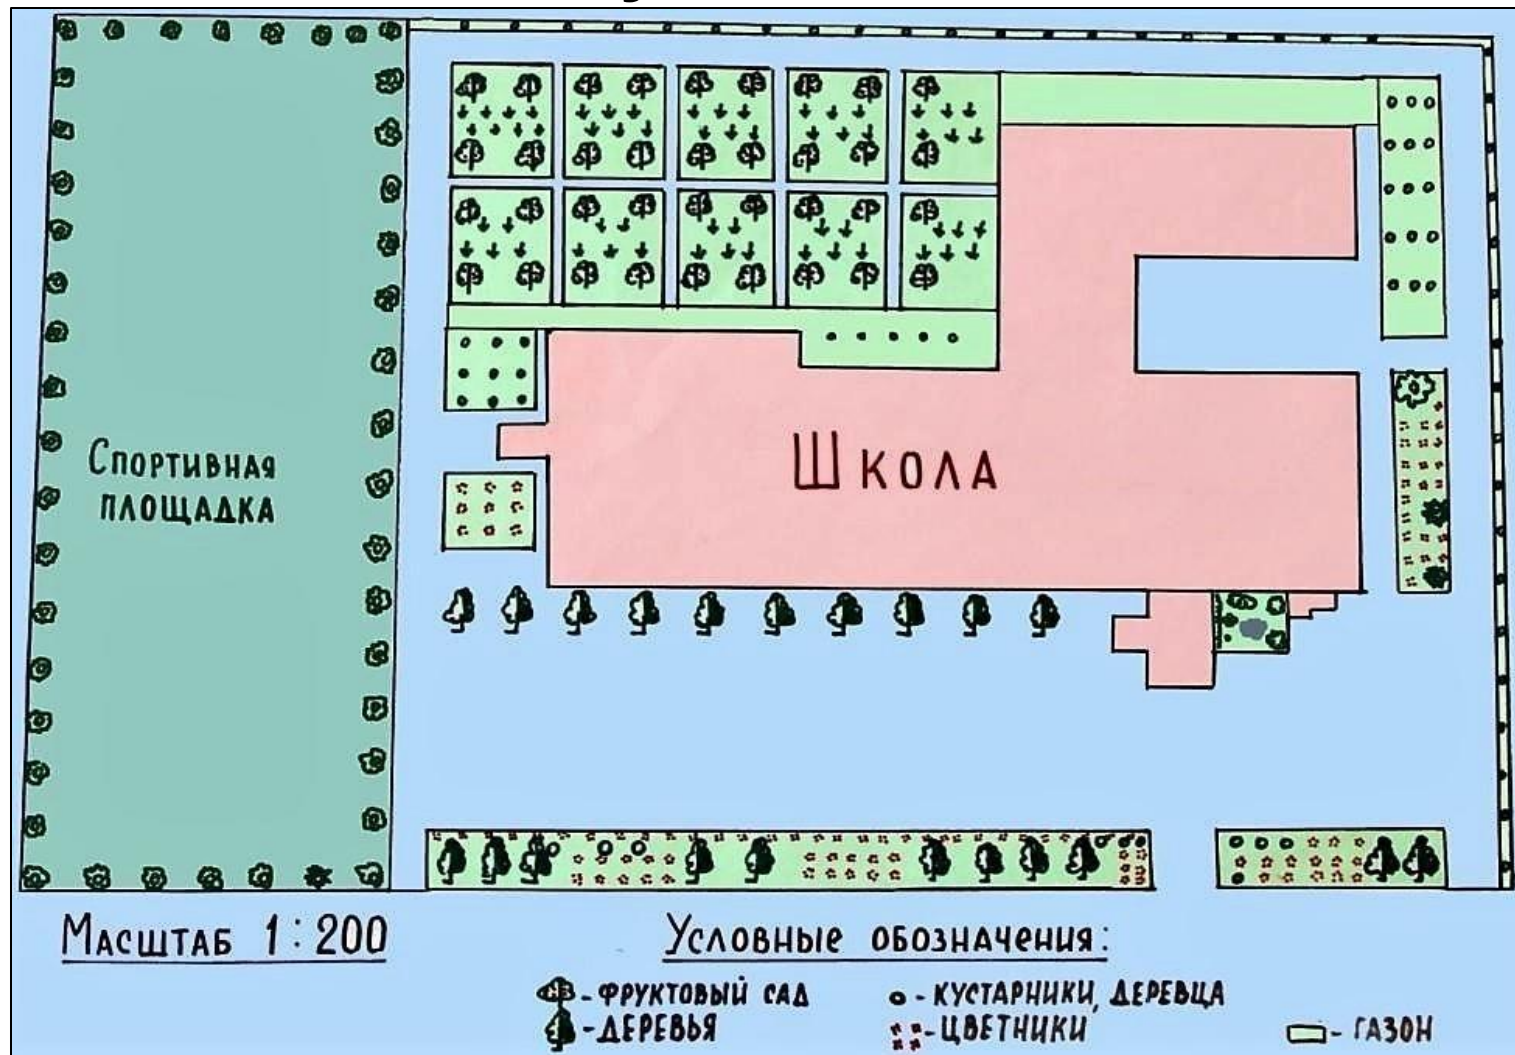 Спортивная
площадка
Школа
Масштаб 1:200
Условные обозначения:
- фруктовый сад
- кустарники, деревца
- деревья
- цветники
- газон